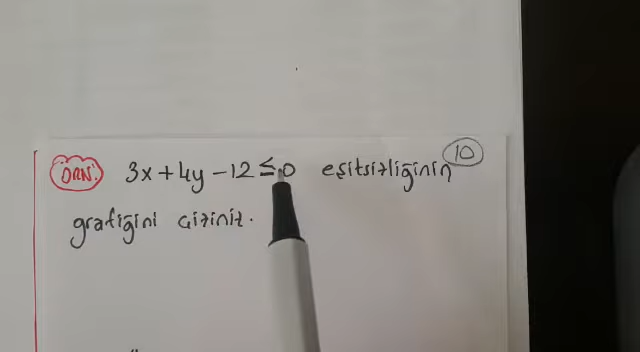 10
ÖRN. 3x + 4y - 12 ≤ 0 eşitsizliğinin
grafiğini çiziniz.